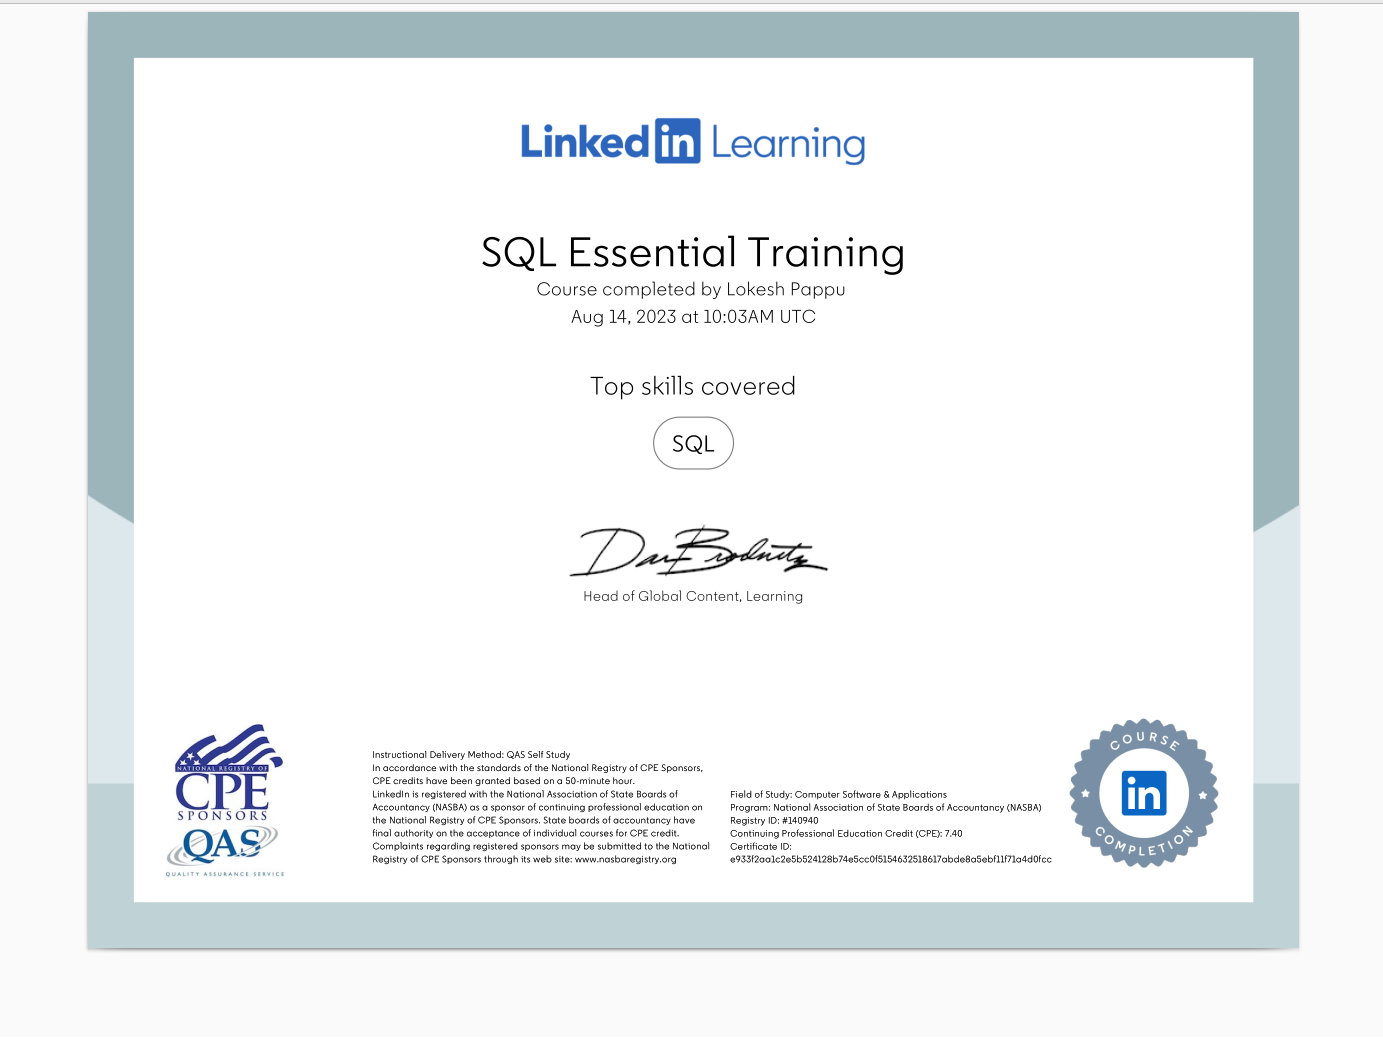 Linked in Learning
SQL Essential Training
Course completed by Lokesh Pappu
Aug 14, 2023 at 10:03AM UTC
Top skills covered
SQL
Head of Global Content, Learning
NATIONAL REGISTRY OF
CPE
SPONSORS
QAS
QUALITY ASSURANCE SERVICE
Instructional Delivery Method: QAS Self Study
In accordance with the standards of the National Registry of CPE Sponsors,
CPE credits have been granted based on a 50-minute hour.
LinkedIn is registered with the National Association of State Boards of
Accountancy (NASBA) as a sponsor of continuing professional education on
the National Registry of CPE Sponsors. State boards of accountancy have
final authority on the acceptance of individual courses for CPE credit.
Complaints regarding registered sponsors may be submitted to the National
Registry of CPE Sponsors through its web site: www.nasbaregistry.org
Field of Study: Computer Software & Applications
Program: National Association of State Boards of Accountancy (NASBA)
Registry ID: #140940
Continuing Professional Education Credit (CPE): 7.40
Certificate ID:
e933f2aa1c2e5b524128b74e5cc0f5154632518617abde8a5ebf11f71a4d0fcc
COURSE
in
COMPLETION